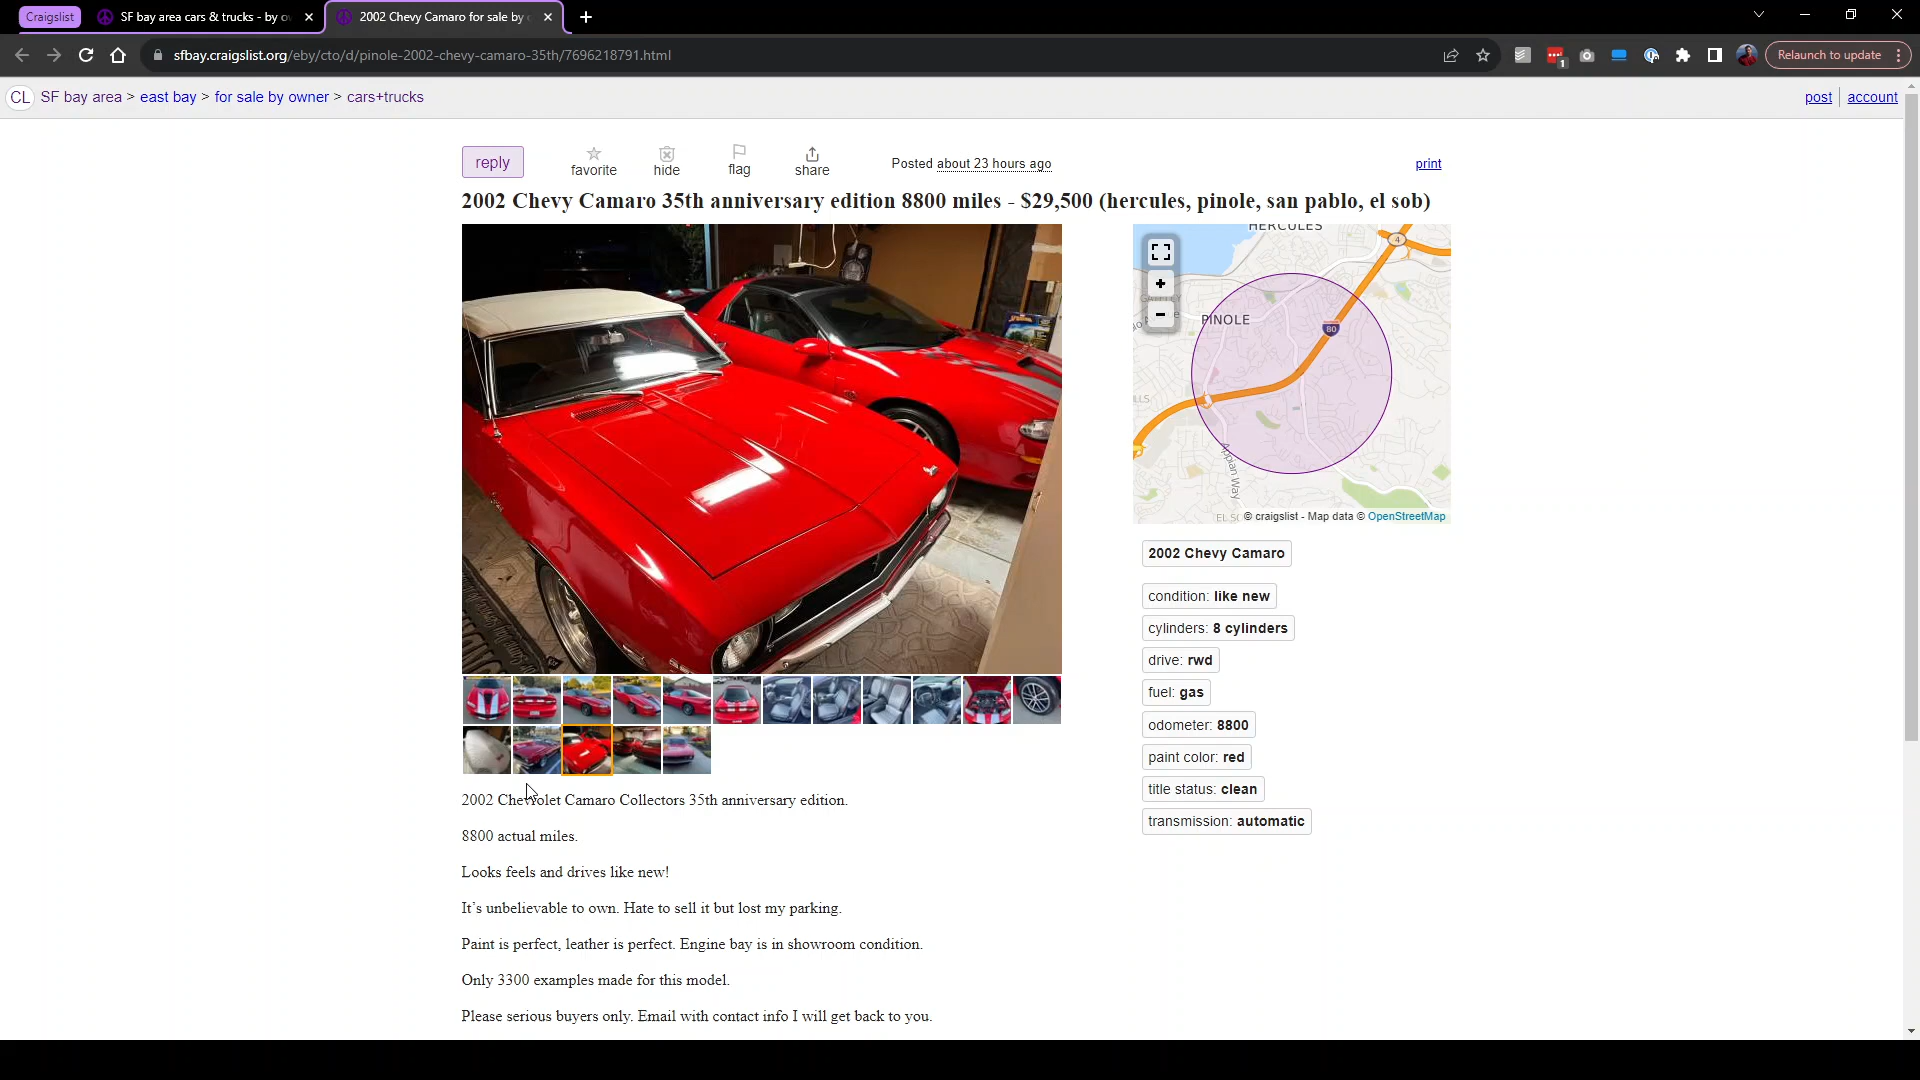 Craigslist
SF bay area cars & trucks - by o
2002 Chevy Camaro for sale by
sfbay.craigslist.org/eby/cto/d/pinole-2002-chevy-camaro-35th/7696218791.html
1
Relaunch to update
CL SF bay area > east bay > for sale by owner > cars+trucks
post
account
reply
favorite
hide
flag
share
Posted about 23 hours ago
print
2002 Chevy Camaro 35th anniversary edition 8800 miles - $29,500 (hercules, pinole, san pablo, el sob)
HERCULES
4
+
−
PINOLE
80
Appian Way
© craigslist - Map data © OpenStreetMap
2002 Chevy Camaro
condition: like new
cylinders: 8 cylinders
drive: rwd
fuel: gas
odometer: 8800
paint color: red
title status: clean
transmission: automatic
2002 Chevrolet Camaro Collectors 35th anniversary edition.
8800 actual miles.
Looks feels and drives like new!
It's unbelievable to own. Hate to sell it but lost my parking.
Paint is perfect, leather is perfect. Engine bay is in showroom condition.
Only 3300 examples made for this model.
Please serious buyers only. Email with contact info I will get back to you.